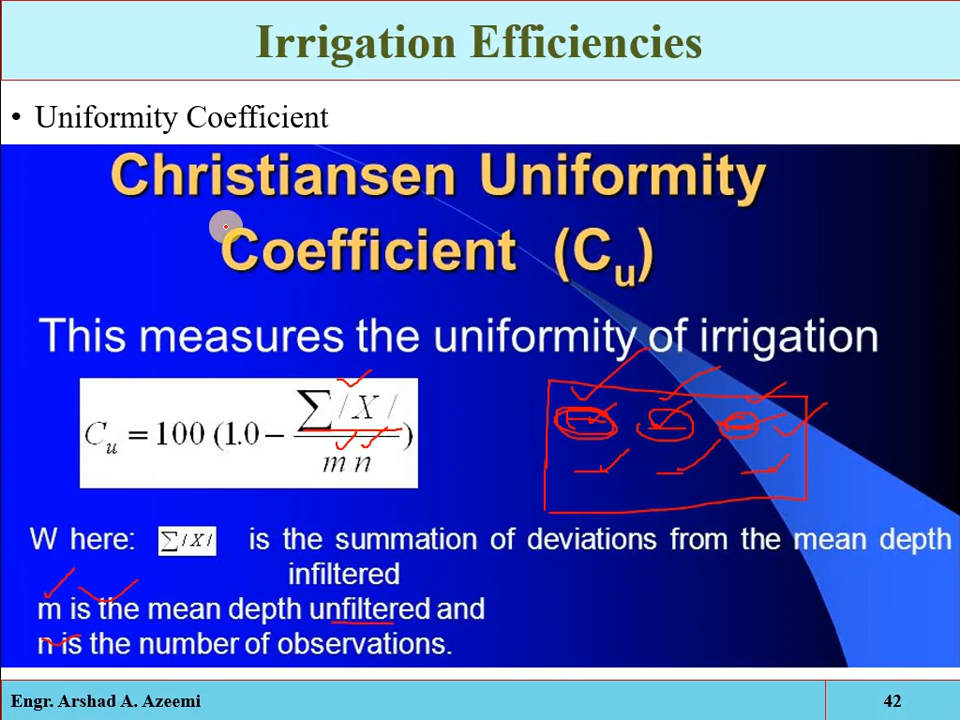 Irrigation Efficiencies
• Uniformity Coefficient
Christiansen Uniformity
Coefficient (Cu)
This measures the uniformity of irrigation
Cu = 100 (1.0 − ∑/X/ / mn)
W here: ∑/X/ is the summation of deviations from the mean depth
infiltered
m is the mean depth unfiltered and
n is the number of observations.
Engr. Arshad A. Azeemi 42